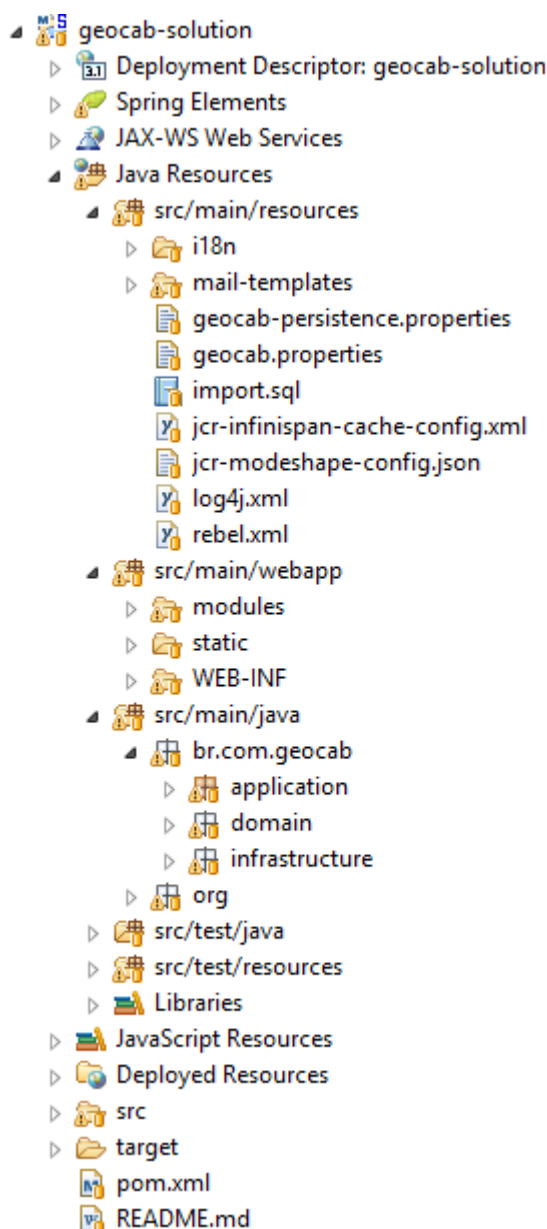 geocab-solution
Deployment Descriptor: geocab-solution
Spring Elements
JAX-WS Web Services
Java Resources
src/main/resources
i18n
mail-templates
geocab-persistence.properties
geocab.properties
import.sql
jcr-infinispan-cache-config.xml
jcr-modeshape-config.json
log4j.xml
rebel.xml
src/main/webapp
modules
static
WEB-INF
src/main/java
br.com.geocab
application
domain
infrastructure
org
src/test/java
src/test/resources
Libraries
JavaScript Resources
Deployed Resources
src
target
pom.xml
README.md